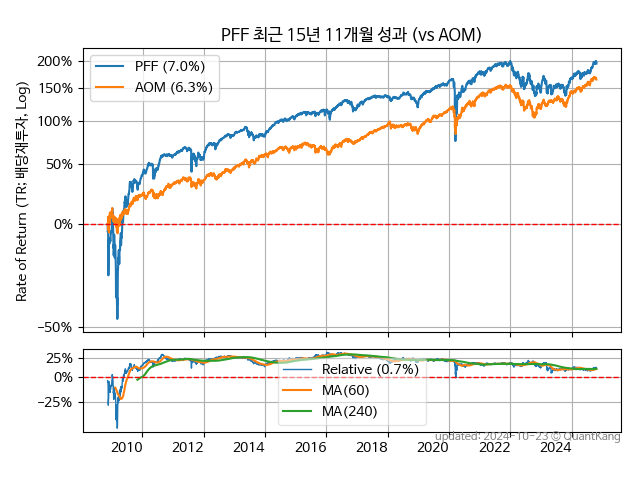 PFF 최근 15년 11개월 성과 (vs AOM)
Rate of Return (TR; 배당재투자, Log)
200%
150%
100%
50%
0%
−50%
PFF (7.0%)
AOM (6.3%)
25%
0%
−25%
Relative (0.7%)
MA(60)
MA(240)
2010 2012 2014 2016 2018 2020 2022 2024
updated: 2024-10-23 © QuantKang